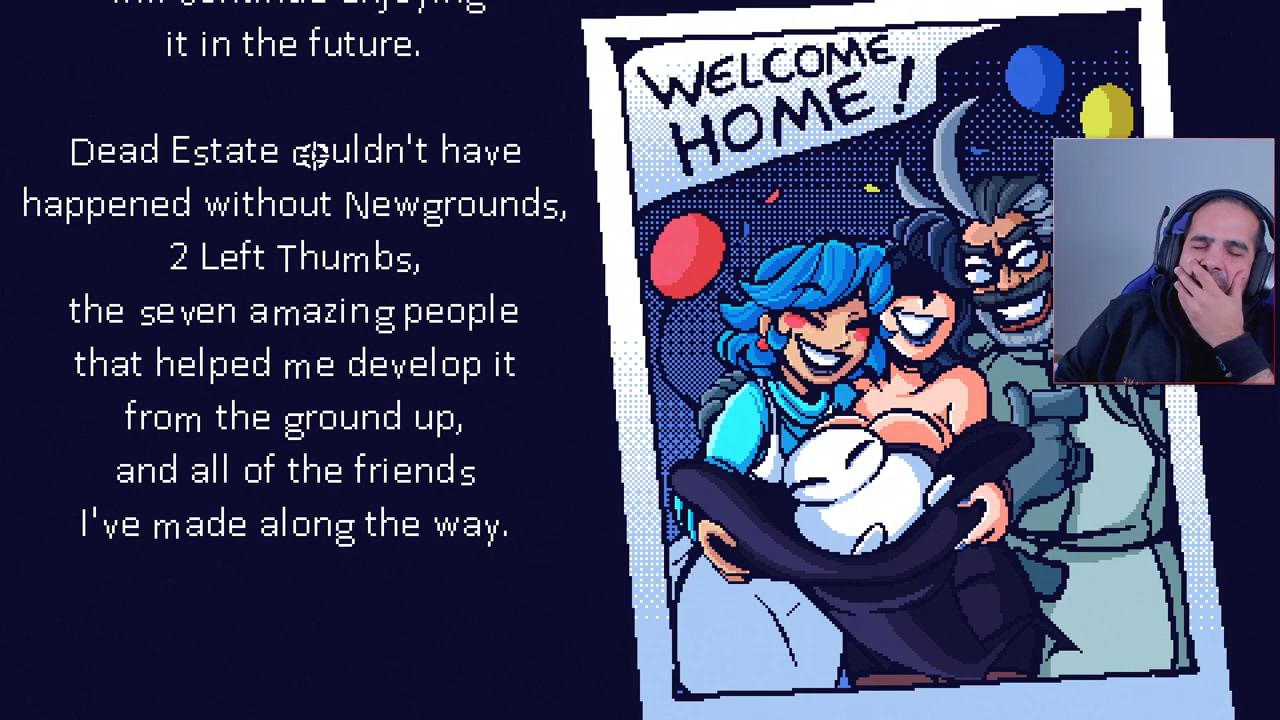 it in the future.
Dead Estate couldn't have
happened without Newgrounds,
2 Left Thumbs,
the seven amazing people
that helped me develop it
from the ground up,
and all of the friends
I've made along the way.
WELCOME
HOME!